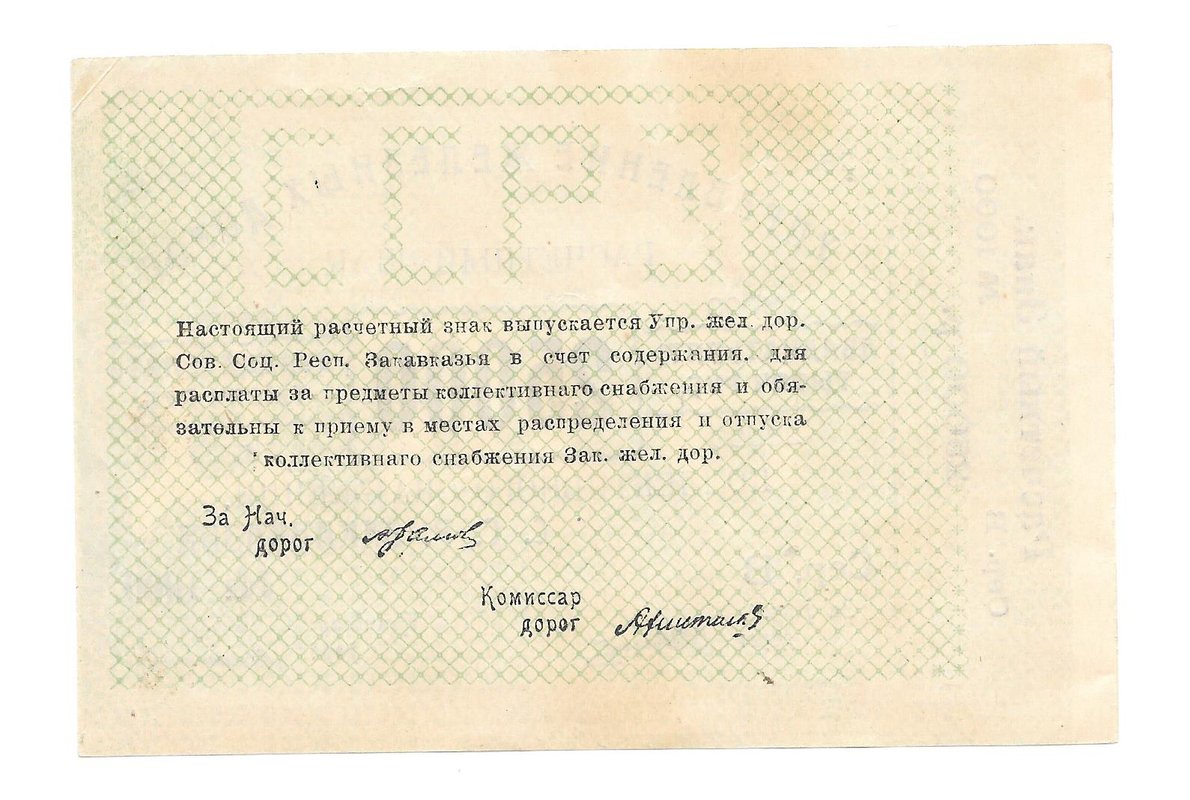 Настоящий расчетный знак выпускается Упр. жел. дор.
Сов. Соц. Респ. Закавказья в счет содержания. для
расплаты за предметы коллективнаго снабжения и обя-
зательны к приему в местах распределения и отпуска
коллективнаго снабжения Зак. жел. дор.
За Нач.
дорог
Комиссар
дорог